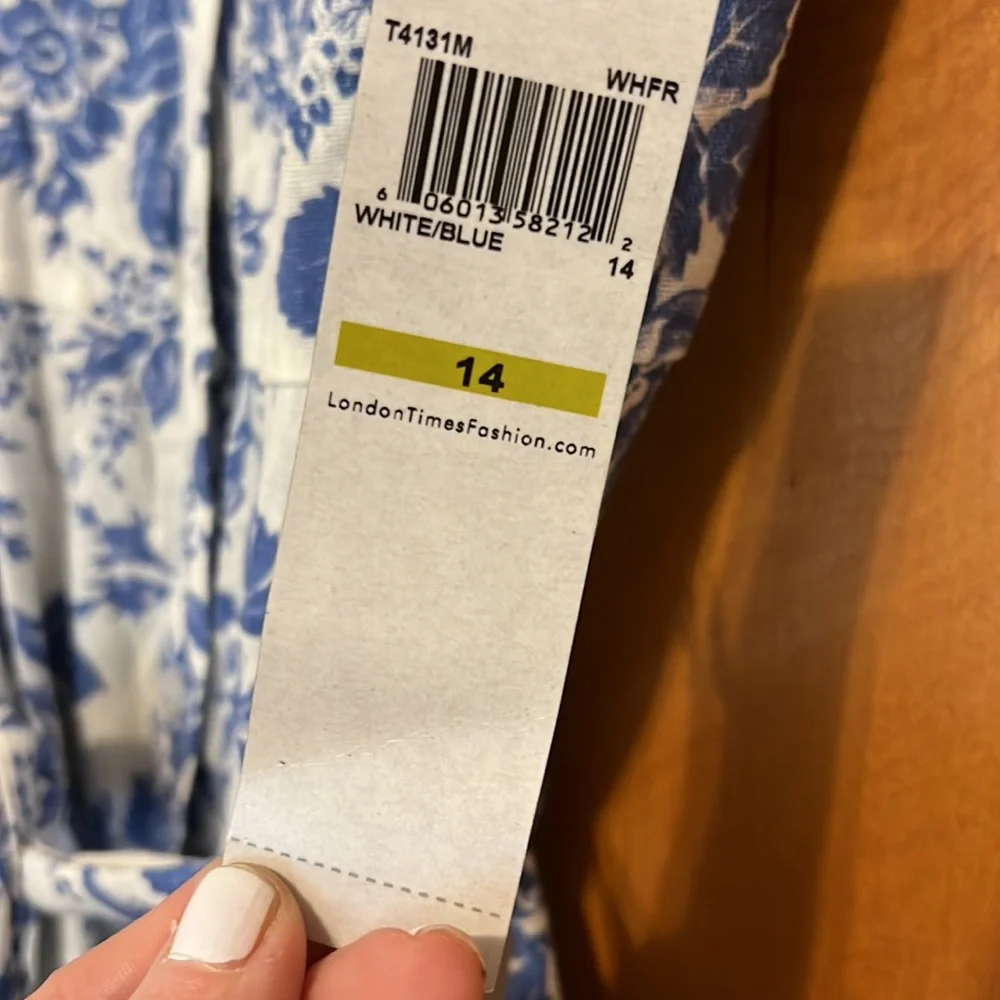 T4131M
WHFR
6 06013 58212 2
WHITE/BLUE
14
14
LondonTimesFashion.com